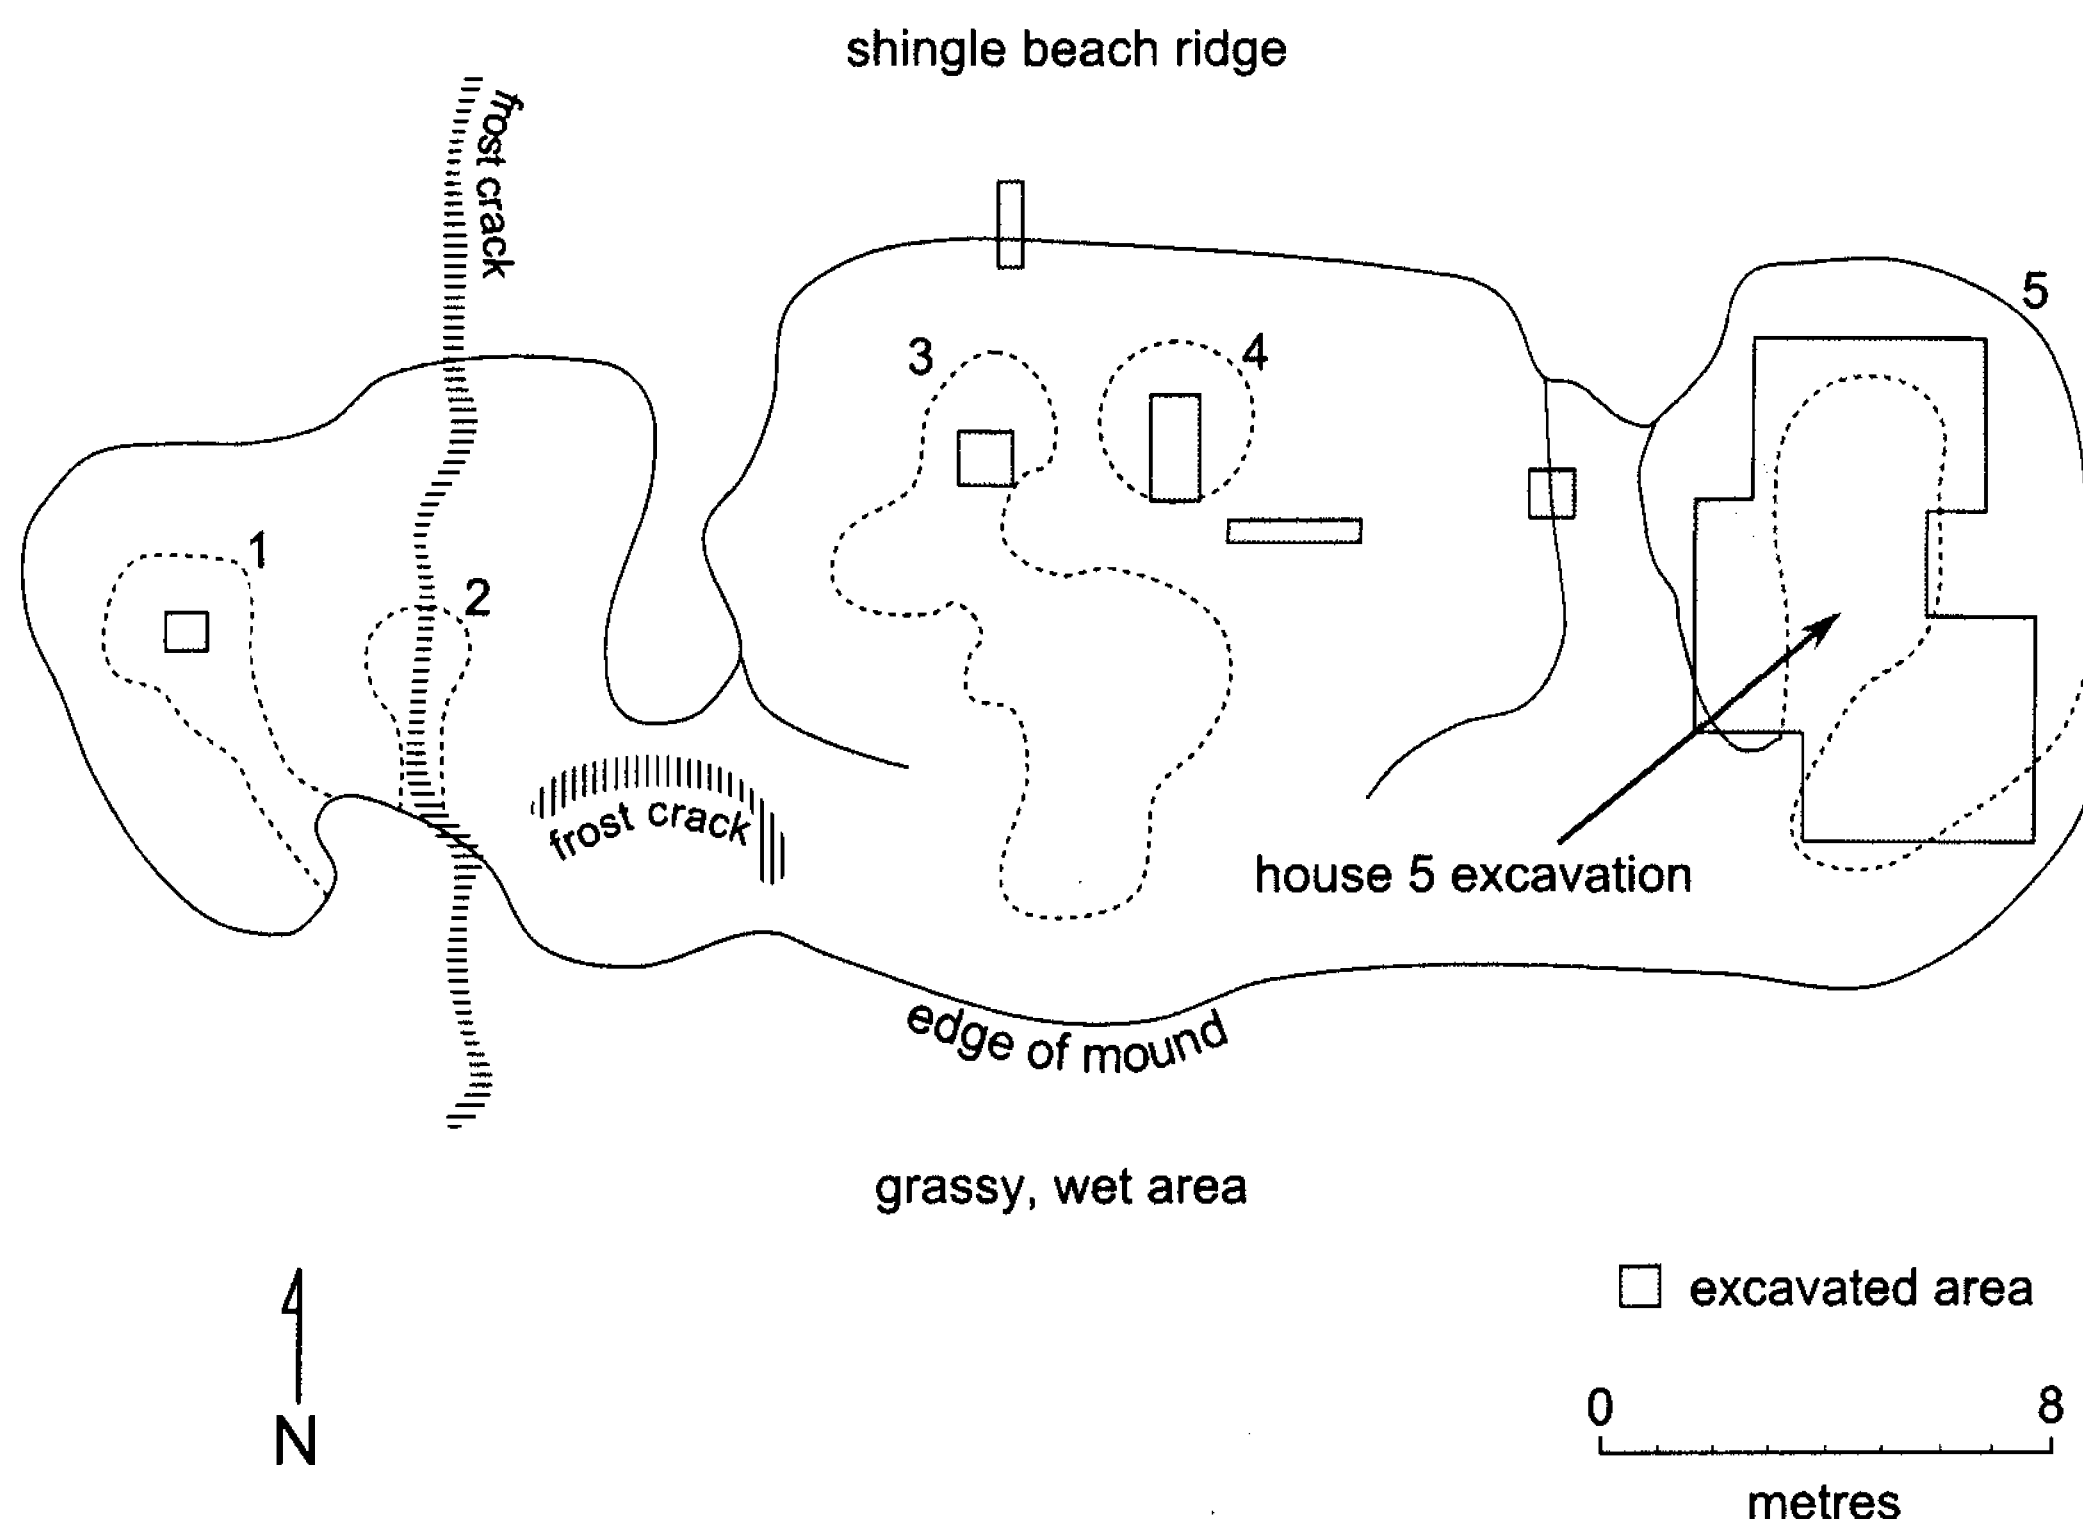 shingle beach ridge
frost crack
5
3
4
1
2
frost crack
house 5 excavation
edge of mound
grassy, wet area
excavated area
N
0 8
metres